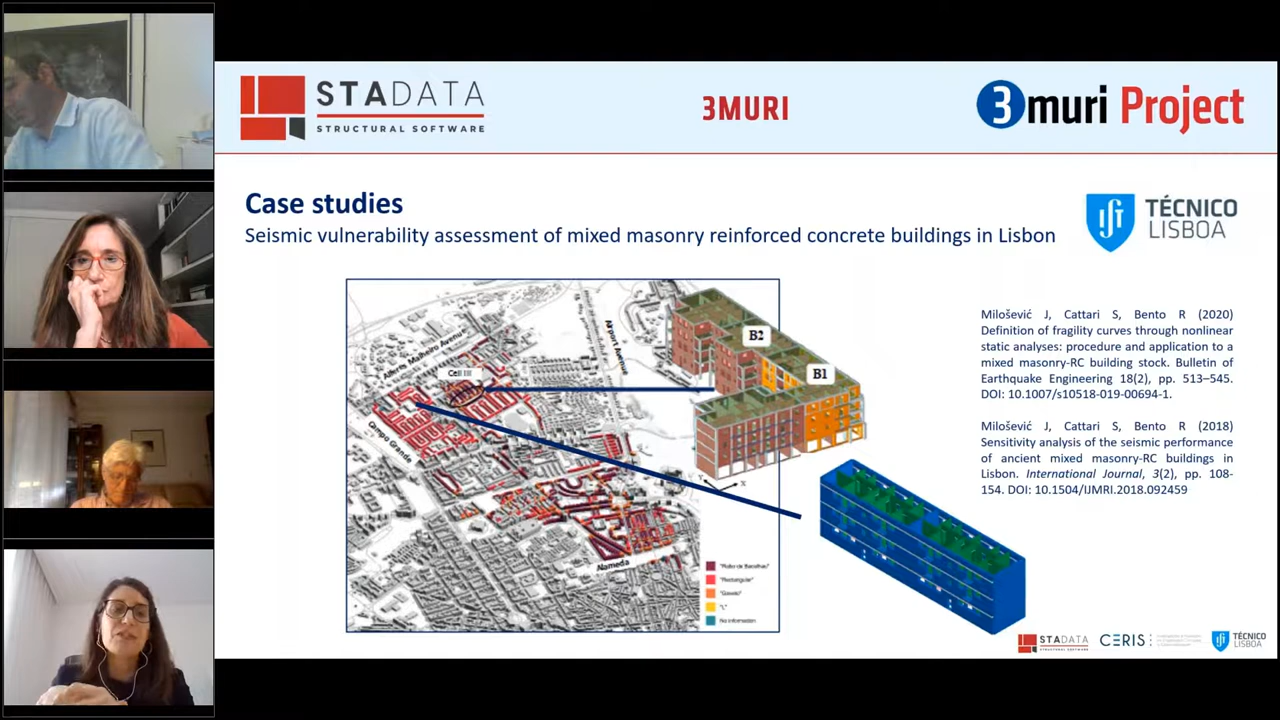 STADATA
STRUCTURAL SOFTWARE
3MURI
3muri Project
Case studies
Seismic vulnerability assessment of mixed masonry reinforced concrete buildings in Lisbon
TÉCNICO
LISBOA
Milošević J, Cattari S, Bento R (2020)
Definition of fragility curves through nonlinear
static analyses: procedure and application to a
mixed masonry-RC building stock. Bulletin of
Earthquake Engineering 18(2), pp. 513–545.
DOI: 10.1007/s10518-019-00694-1.
Milošević J, Cattari S, Bento R (2018)
Sensitivity analysis of the seismic performance
of ancient mixed masonry-RC buildings in
Lisbon. International Journal, 3(2), pp. 108-
154. DOI: 10.1504/IJMRI.2018.092459
B2
B1
Airport Avenue
Cell III
Campo Grande
Alameda
Y
X
"Rabo de Bacalhau"
"Rectangular"
"L"
No information
STADATA
STRUCTURAL SOFTWARE
CERIS
TÉCNICO
LISBOA